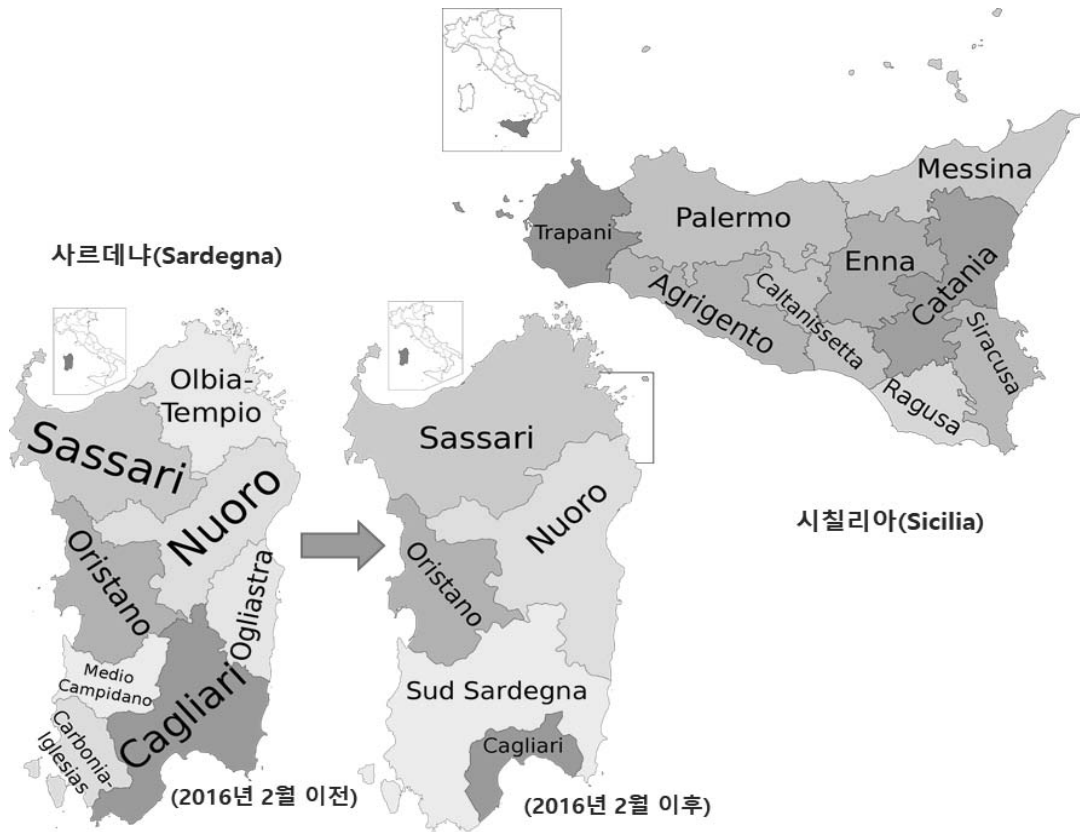 Messina
Palermo
Trapani
Enna
Catania
Agrigento
Caltanissetta
Siracusa
Ragusa
시칠리아(Sicilia)
사르데냐(Sardegna)
Olbia-
Tempio
Sassari
Nuoro
Oristano
Ogliastra
Medio
Campidano
Cagliari
Carbonia-
Iglesias
(2016년 2월 이전)
Sassari
Nuoro
Oristano
Sud Sardegna
Cagliari
(2016년 2월 이후)